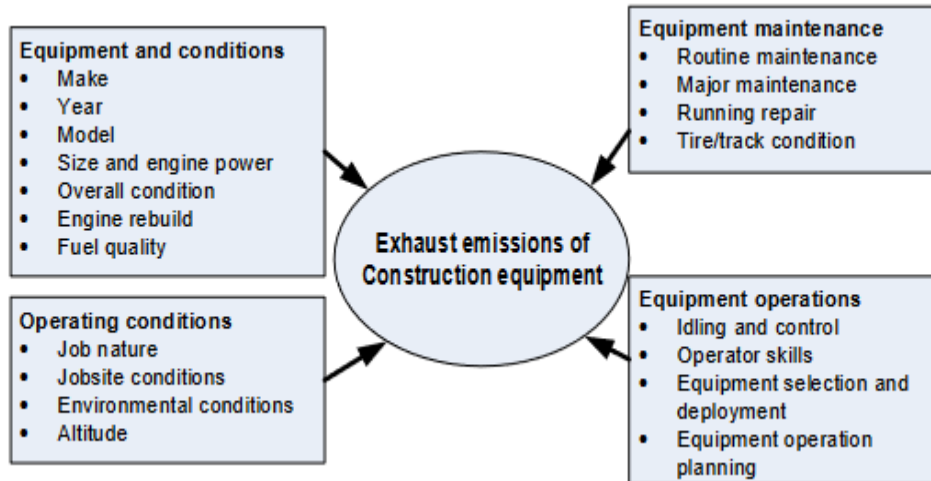 Equipment and conditions
• Make
• Year
• Model
• Size and engine power
• Overall condition
• Engine rebuild
• Fuel quality
Equipment maintenance
• Routine maintenance
• Major maintenance
• Running repair
• Tire/track condition
Exhaust emissions of
Construction equipment
Operating conditions
• Job nature
• Jobsite conditions
• Environmental conditions
• Altitude
Equipment operations
• Idling and control
• Operator skills
• Equipment selection and
deployment
• Equipment operation
planning